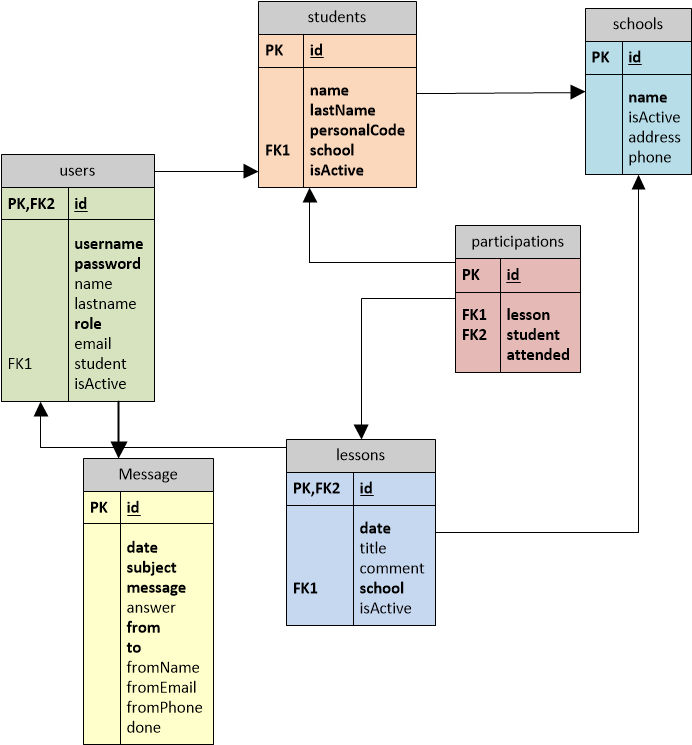 students
PK id
name
lastName
personalCode
FK1 school
isActive
schools
PK id
name
isActive
address
phone
users
PK,FK2 id
username
password
name
lastname
role
email
FK1 student
isActive
participations
PK id
FK1 lesson
FK2 student
attended
lessons
PK,FK2 id
date
title
comment
FK1 school
isActive
Message
PK id
date
subject
message
answer
from
to
fromName
fromEmail
fromPhone
done